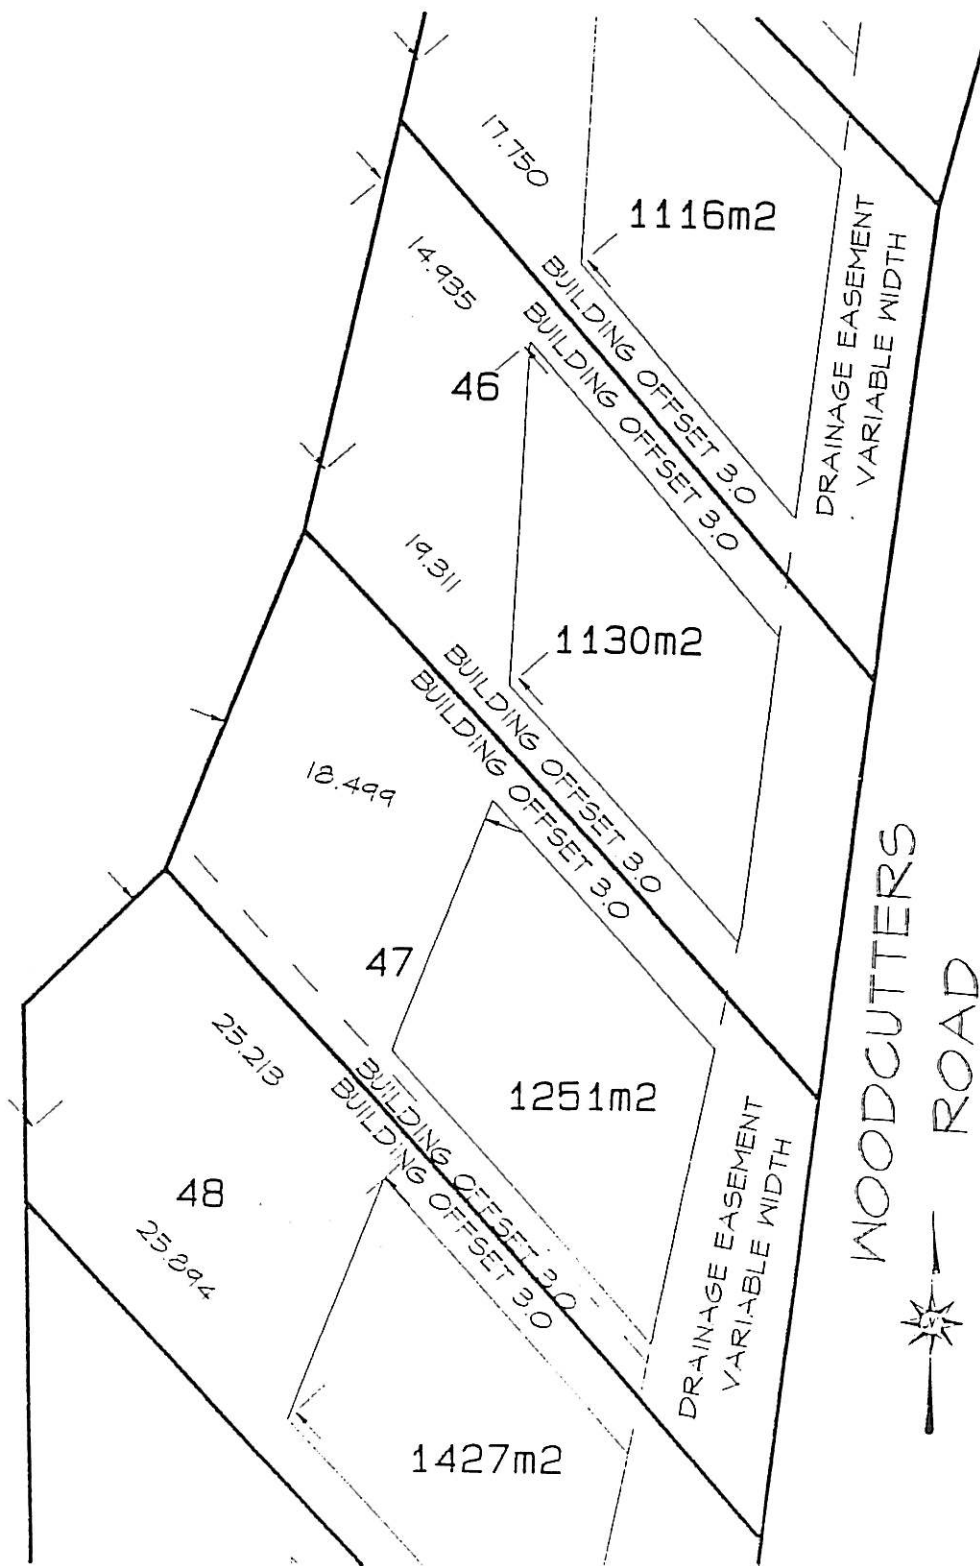 17.750
1116m2
14.935
BUILDING OFFSET 3.0
BUILDING OFFSET 3.0
DRAINAGE EASEMENT
VARIABLE WIDTH
46
19.311
1130m2
BUILDING OFFSET 3.0
BUILDING OFFSET 3.0
18.499
47
25.213
1251m2
BUILDING OFFSET 3.0
BUILDING OFFSET 3.0
DRAINAGE EASEMENT
VARIABLE WIDTH
48
25.894
1427m2
WOODCUTTERS
ROAD